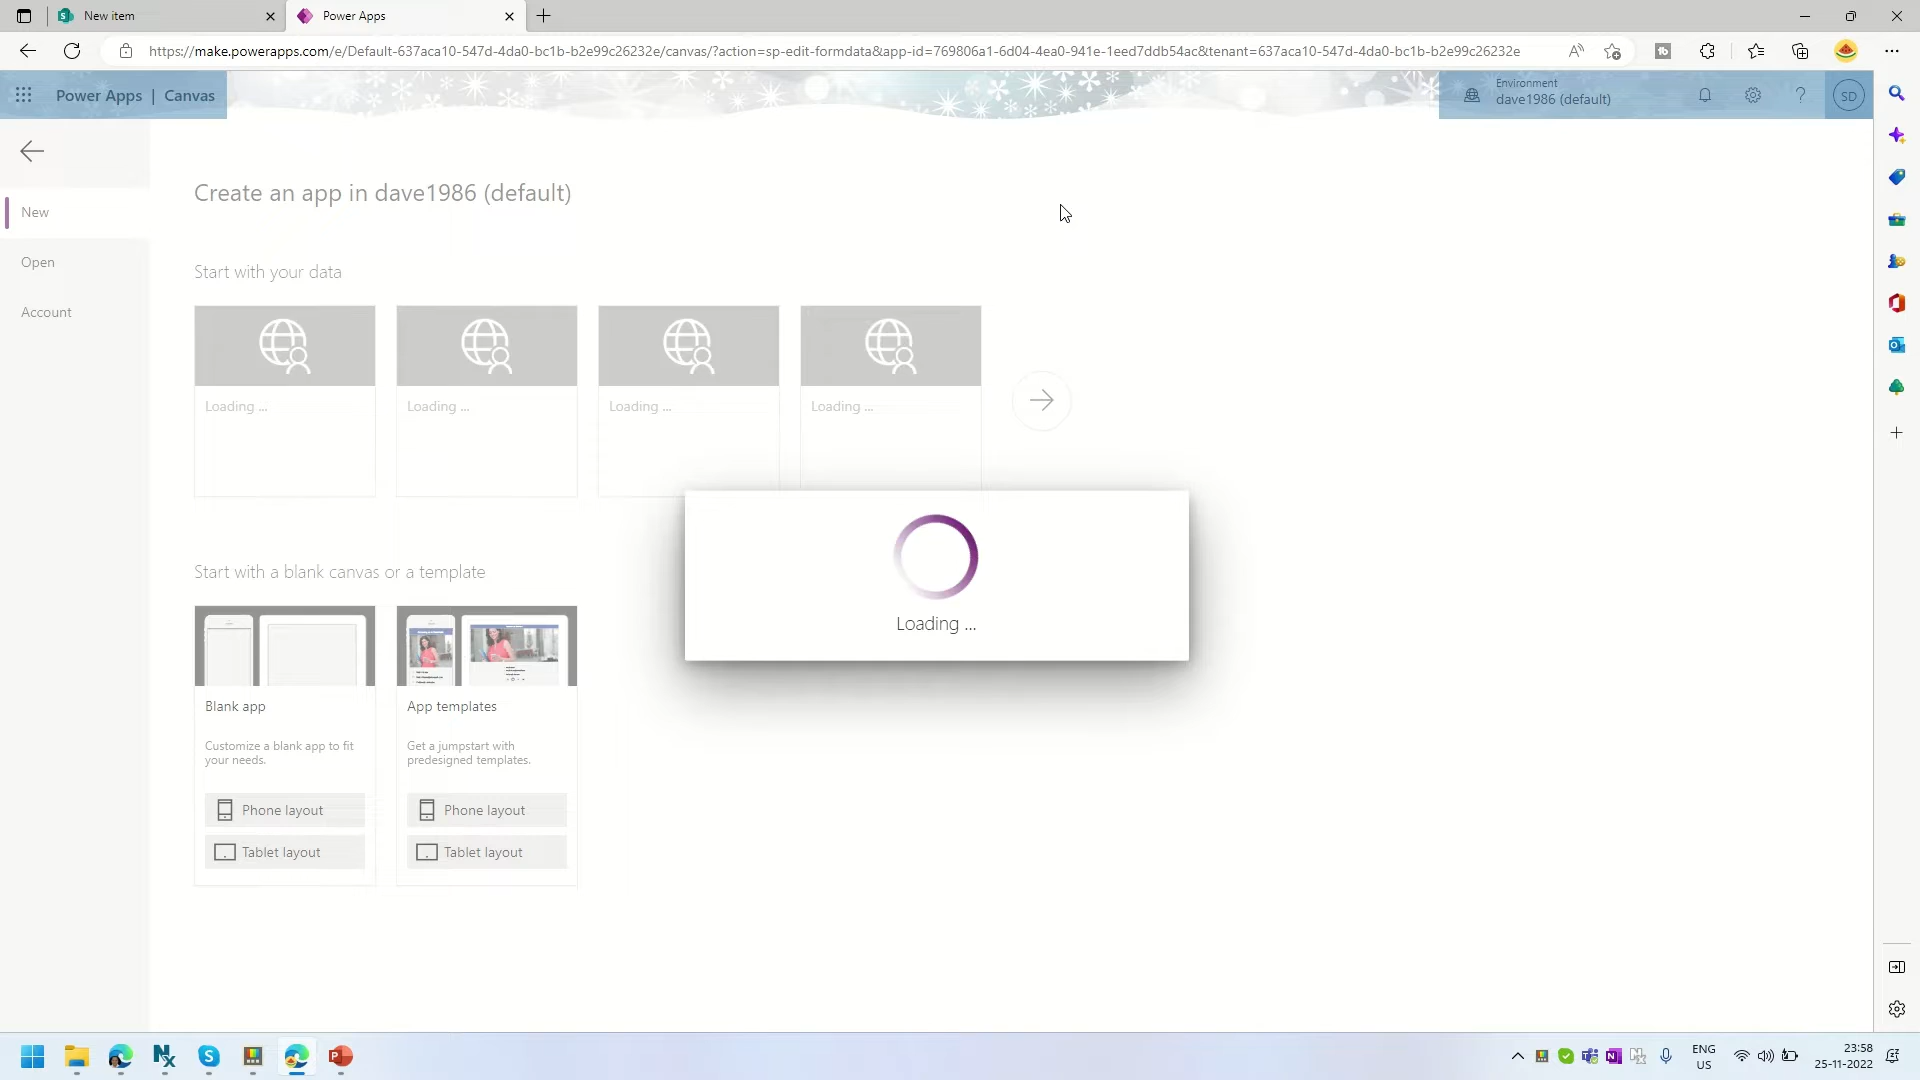 New item
Power Apps
https://make.powerapps.com/e/Default-637aca10-547d-4da0-bc1b-b2e99c26232e/canvas/?action=sp-edit-formdata&app-id=769806a1-6d04-4ea0-941e-1eed7ddb54ac&tenant=637aca10-547d-4da0-bc1b-b2e99c26232e
Power Apps | Canvas
Environment
dave1986 (default)
SD
New
Open
Account
Create an app in dave1986 (default)
Start with your data
Loading ...
Loading ...
Loading ...
Loading ...
Loading ...
Start with a blank canvas or a template
Blank app
Customize a blank app to fit
your needs.
Phone layout
Tablet layout
App templates
Get a jumpstart with
predesigned templates.
Phone layout
Tablet layout
ENG
US
23:58
25-11-2022